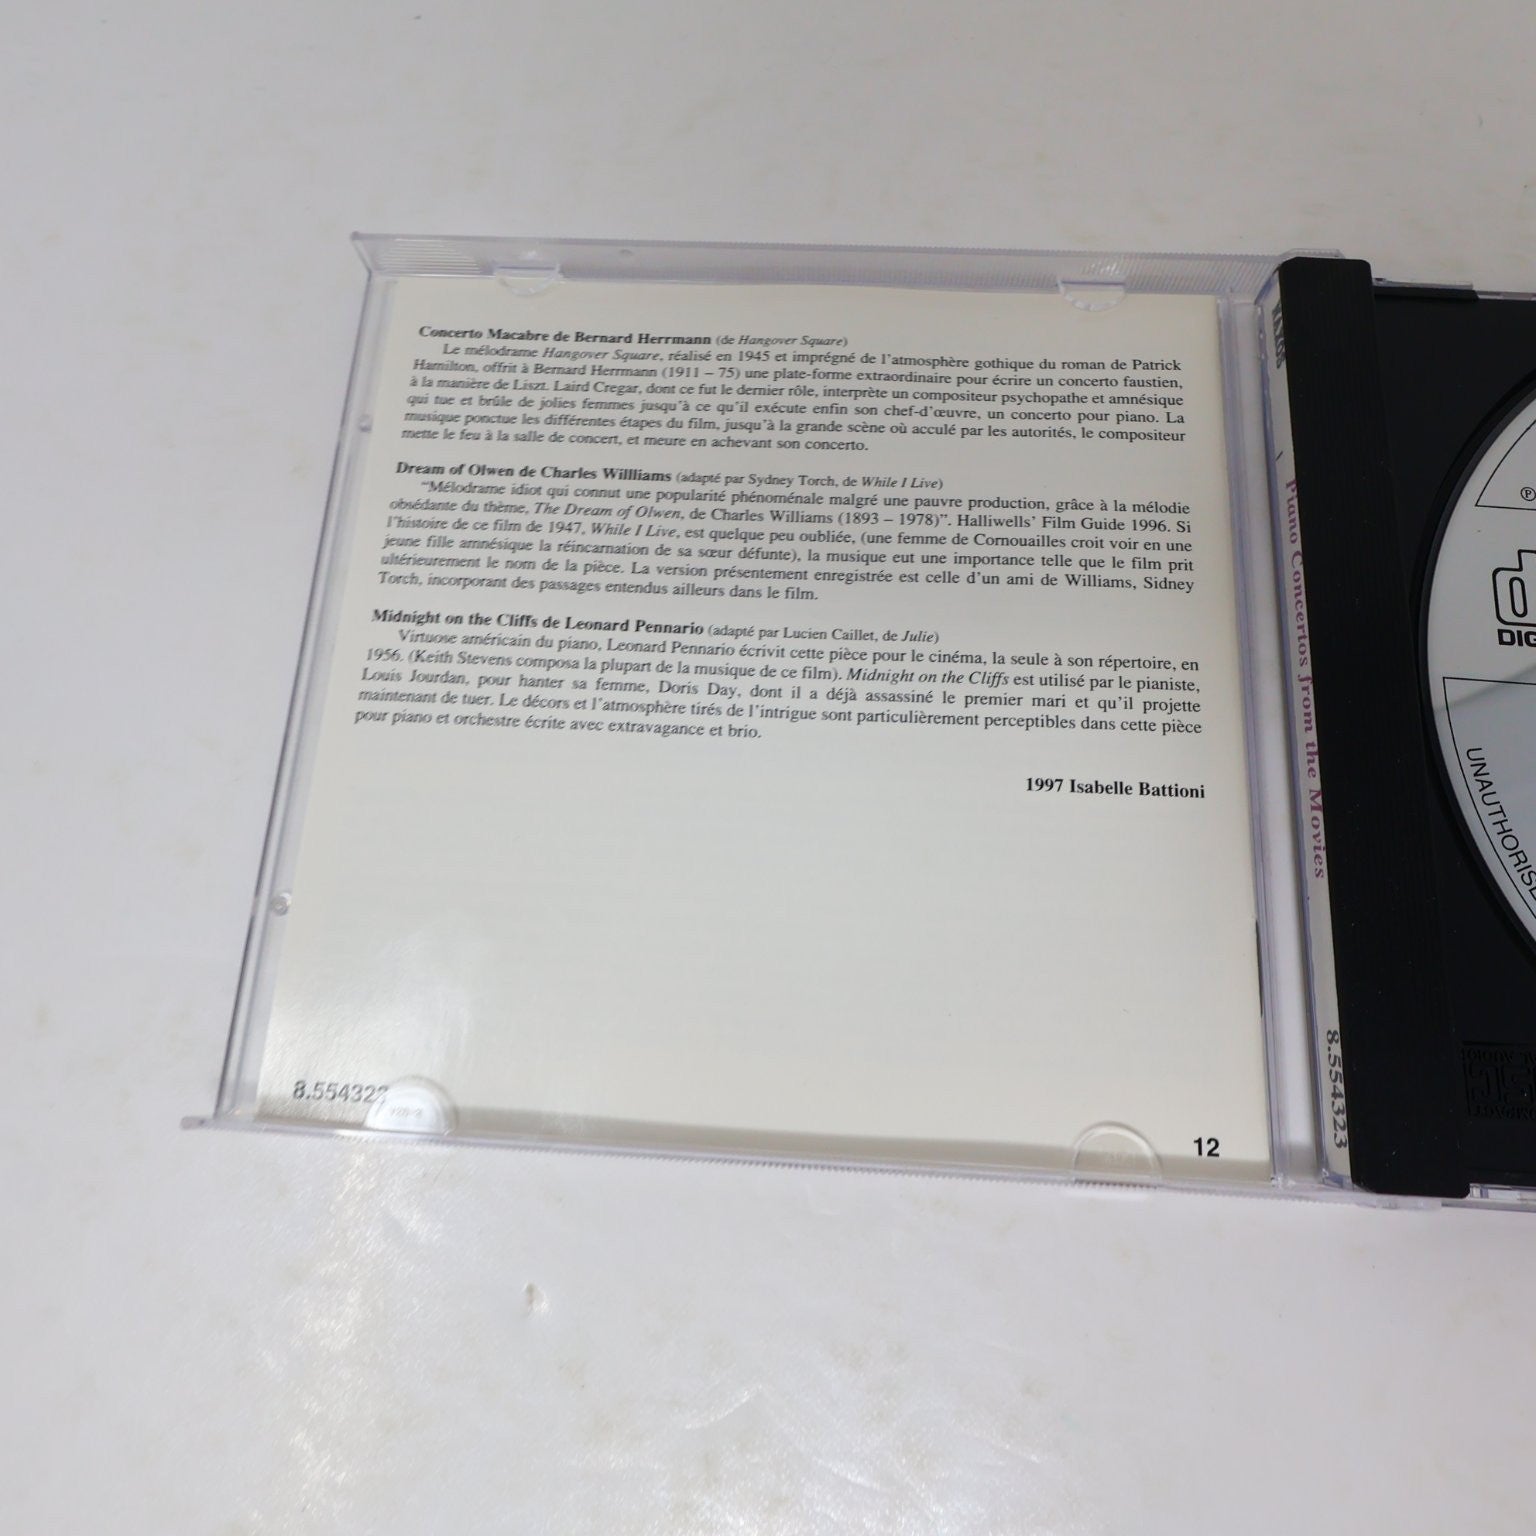 Concerto Macabre de Bernard Herrmann (de Hangover Square)
Le mélodrame Hangover Square, réalisé en 1945 et imprégné de l'atmosphère gothique du roman de Patrick
Hamilton, offrit à Bernard Herrmann (1911 – 75) une plate-forme extraordinaire pour écrire un concerto faustien,
à la manière de Liszt. Laird Cregar, dont ce fut le dernier rôle, interprète un compositeur psychopathe et amnésique
qui tue et brûle de jolies femmes jusqu'à ce qu'il exécute enfin son chef-d'œuvre, un concerto pour piano. La
musique ponctue les différentes étapes du film, jusqu'à la grande scène où acculé par les autorités, le compositeur
mette le feu à la salle de concert, et meure en achevant son concerto.
Dream of Olwen de Charles Willliams (adapté par Sydney Torch, de While I Live)
"Mélodrame idiot qui connut une popularité phénoménale malgré une pauvre production, grâce à la mélodie
obsédante du thème, The Dream of Olwen, de Charles Williams (1893 – 1978)". Halliwells' Film Guide 1996. Si
l'histoire de ce film de 1947, While I Live, est quelque peu oubliée, (une femme de Cornouailles croit voir en une
jeune fille amnésique la réincarnation de sa sœur défunte), la musique eut une importance telle que le film prit
ultérieurement le nom de la pièce. La version présentement enregistrée est celle d'un ami de Williams, Sidney
Torch, incorporant des passages entendus ailleurs dans le film.
Midnight on the Cliffs de Leonard Pennario (adapté par Lucien Caillet, de Julie)
Virtuose américain du piano, Leonard Pennario écrivit cette pièce pour le cinéma, la seule à son répertoire, en
1956. (Keith Stevens composa la plupart de la musique de ce film). Midnight on the Cliffs est utilisé par le pianiste,
Louis Jourdan, pour hanter sa femme, Doris Day, dont il a déjà assassiné le premier mari et qu'il projette
maintenant de tuer. Le décors et l'atmosphère tirés de l'intrigue sont particulièrement perceptibles dans cette pièce
pour piano et orchestre écrite avec extravagance et brio.
1997 Isabelle Battioni
8.554323
12
Piano Concertos from the Movies
8.554323
DIG
UNAUTHORISE